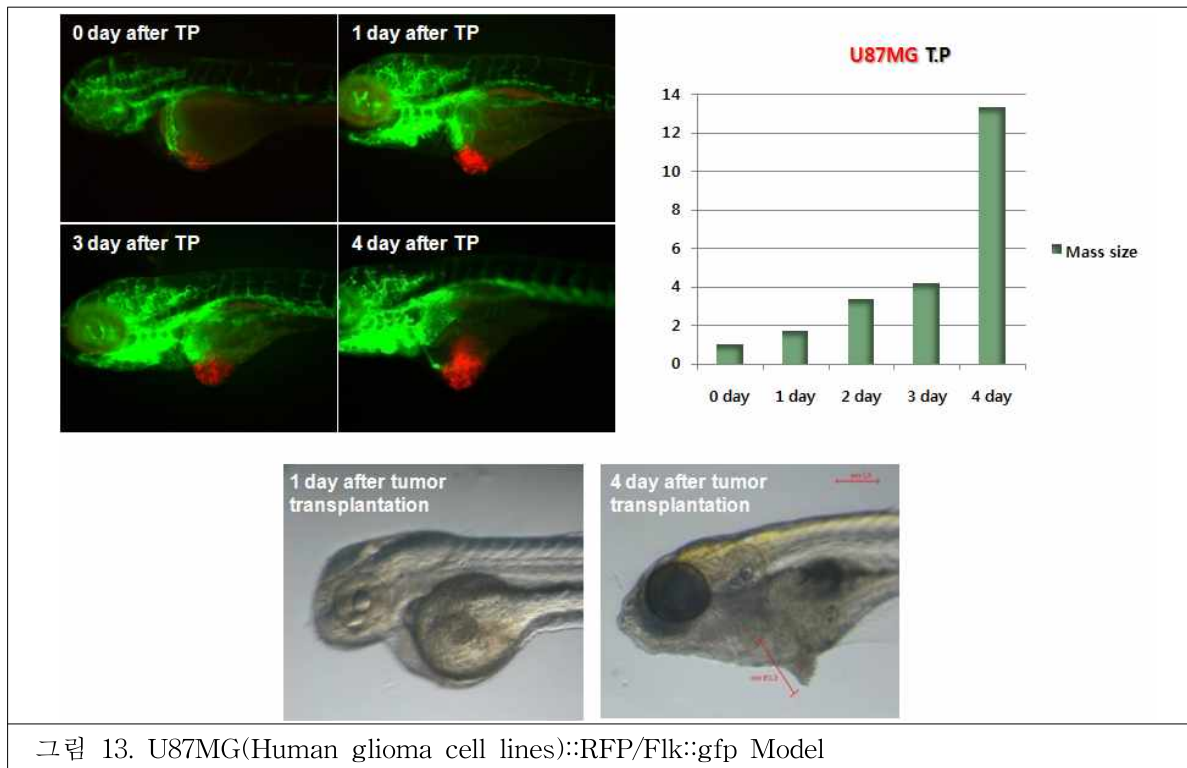 0 day after TP
1 day after TP
3 day after TP
4 day after TP
U87MG T.P
14
12
10
8
6
4
2
0
0 day 1 day 2 day 3 day 4 day
Mass size
1 day after tumor
transplantation
4 day after tumor
transplantation
그림 13. U87MG(Human glioma cell lines)::RFP/Flk::gfp Model